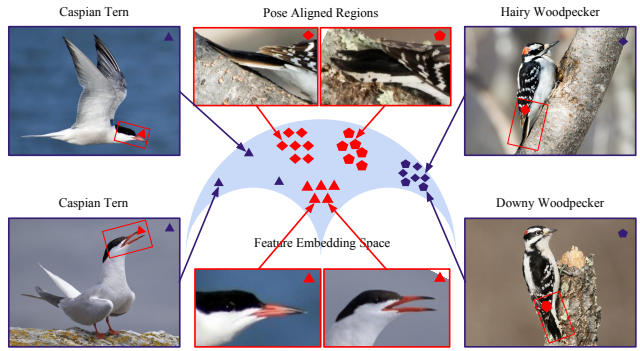 Caspian Tern
Pose Aligned Regions
Hairy Woodpecker
Caspian Tern
Downy Woodpecker
Feature Embedding Space